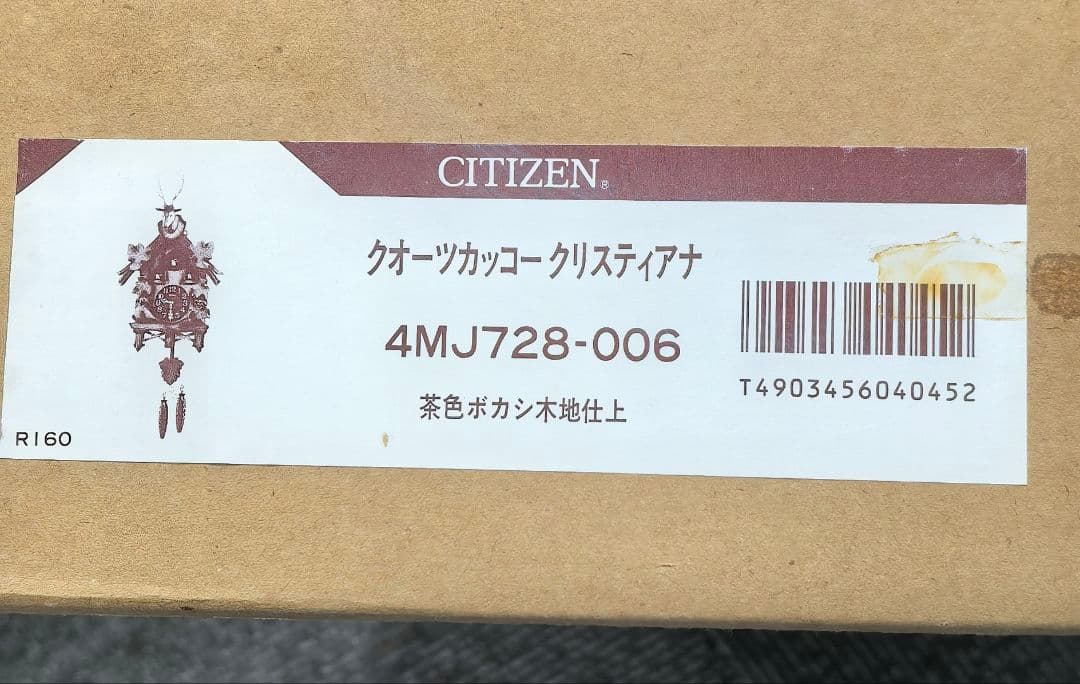 CITIZEN®
クオーツカッコー クリスティアナ
4MJ728-006
茶色ボカシ木地仕上
T4903456040452
R160